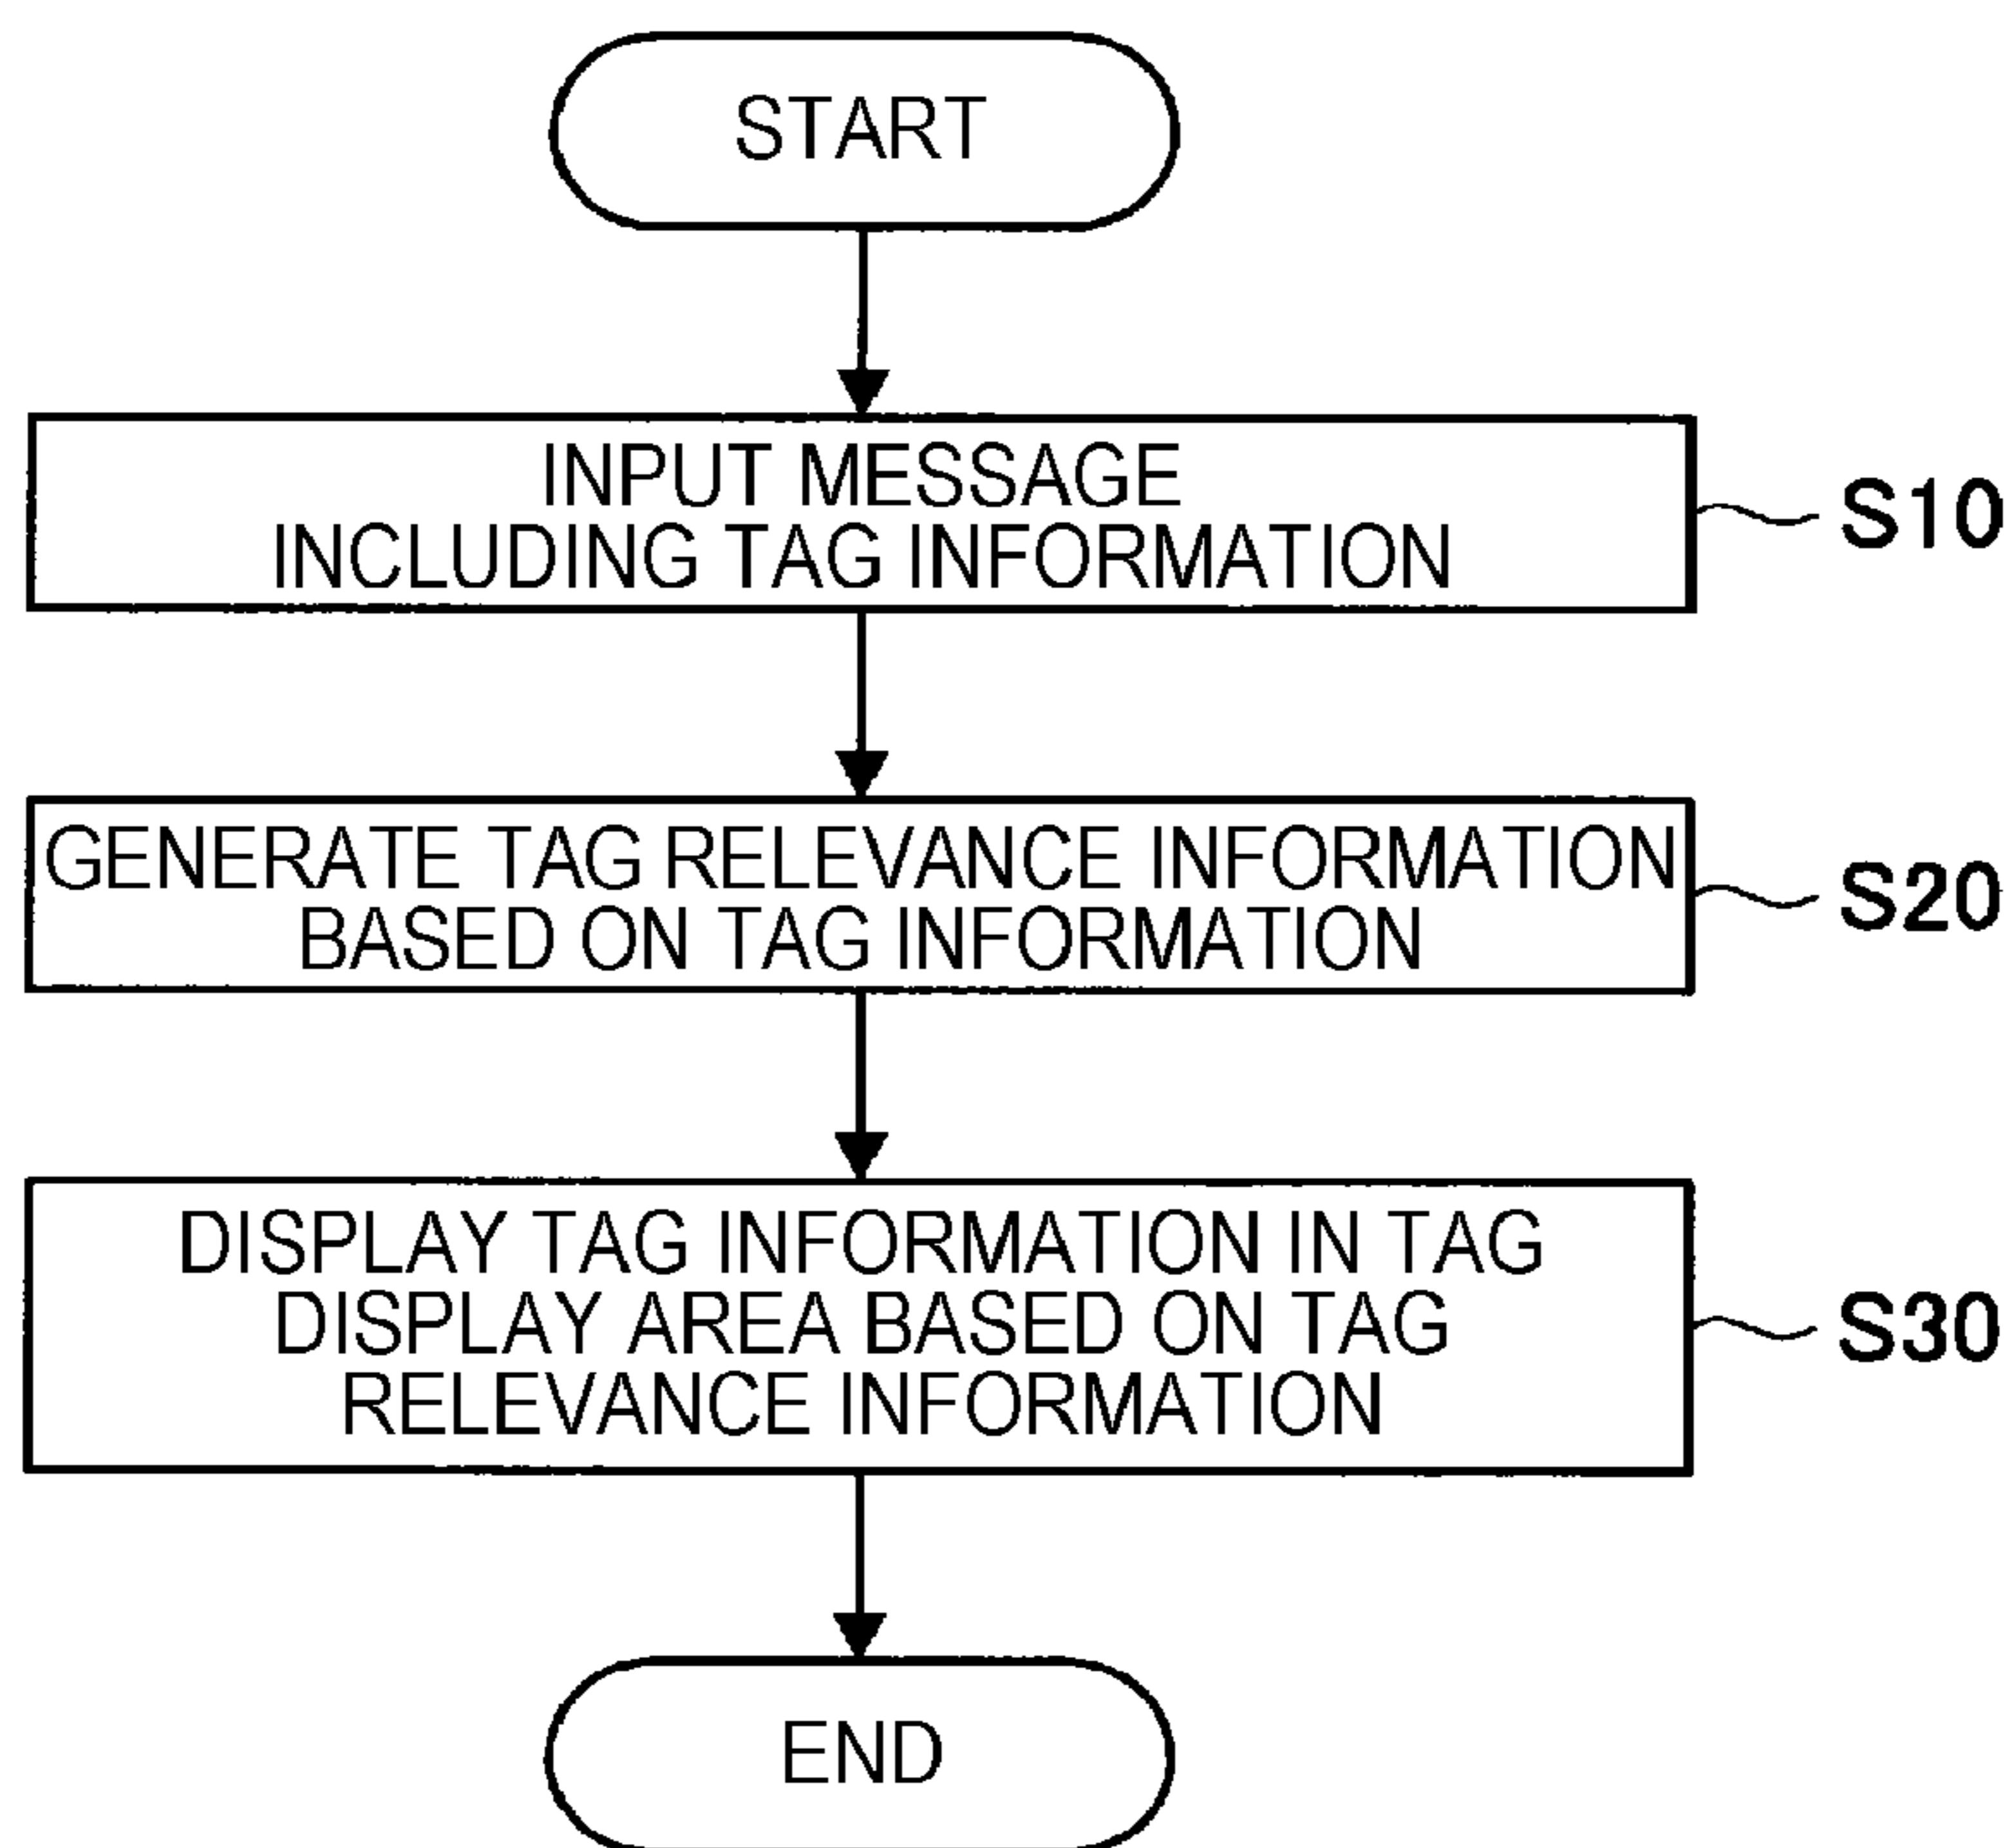 START
INPUT MESSAGE
INCLUDING TAG INFORMATION
S10
GENERATE TAG RELEVANCE INFORMATION
BASED ON TAG INFORMATION
S20
DISPLAY TAG INFORMATION IN TAG
DISPLAY AREA BASED ON TAG
RELEVANCE INFORMATION
S30
END